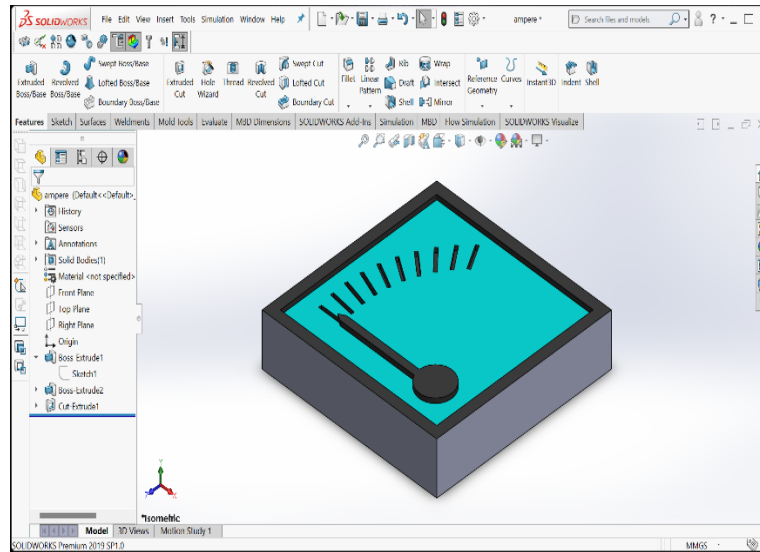 SOLIDWORKS File Edit View Insert Tools Simulation Window Help ampere * Search files and models
Swept Boss/Base Swept Cut Rib Wrap
Extruded Boss/Base Revolved Boss/Base Lofted Boss/Base Extruded Cut Hole Wizard Thread Revolved Cut Lofted Cut Fillet Linear Pattern Draft Intersect Reference Geometry Curves Instant3D Indent Shell
Boundary Boss/Base Boundary Cut Shell Mirror
Features Sketch Surfaces Weldments Mold Tools Evaluate MBD Dimensions SOLIDWORKS Add-Ins Simulation MBD Flow Simulation SOLIDWORKS Visualize
ampere (Default<<Default>_
History
Sensors
Annotations
Solid Bodies(1)
Material <not specified>
Front Plane
Top Plane
Right Plane
Origin
Boss Extrude1
Sketch1
Boss-Extrude2
Cut-Extrude1
*Isometric
Model 3D Views Motion Study 1
SOLIDWORKS Premium 2019 SP1.0 MMGS